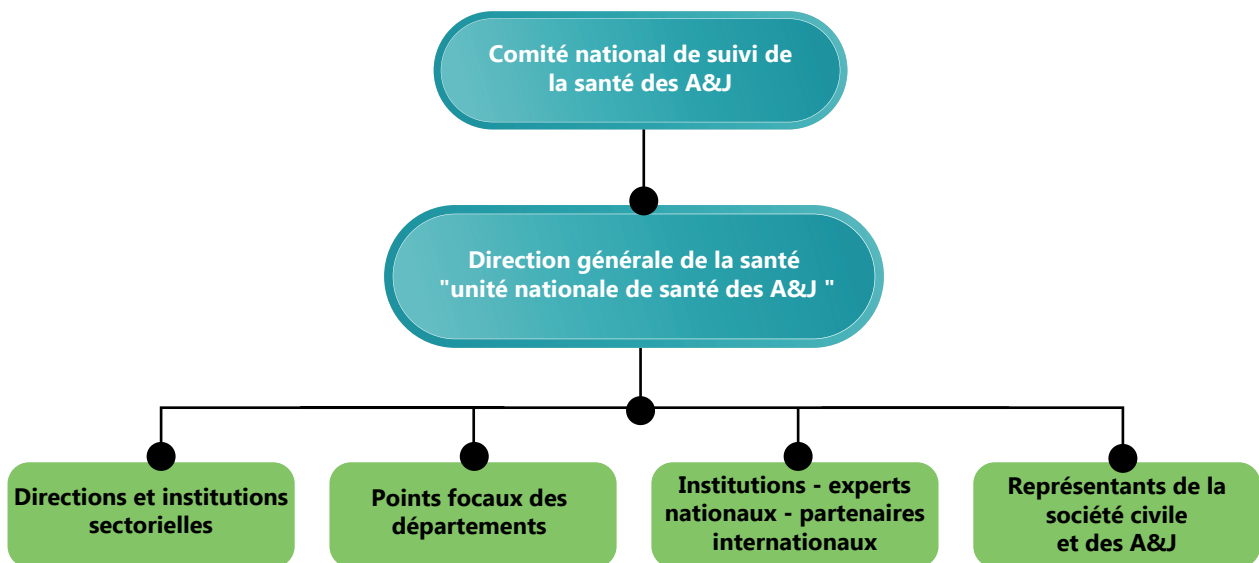 Comité national de suivi de
la santé des A&J
Direction générale de la santé
"unité nationale de santé des A&J "
Directions et institutions
sectorielles
Points focaux des
départements
Institutions - experts
nationaux - partenaires
internationaux
Représentants de la
société civile
et des A&J